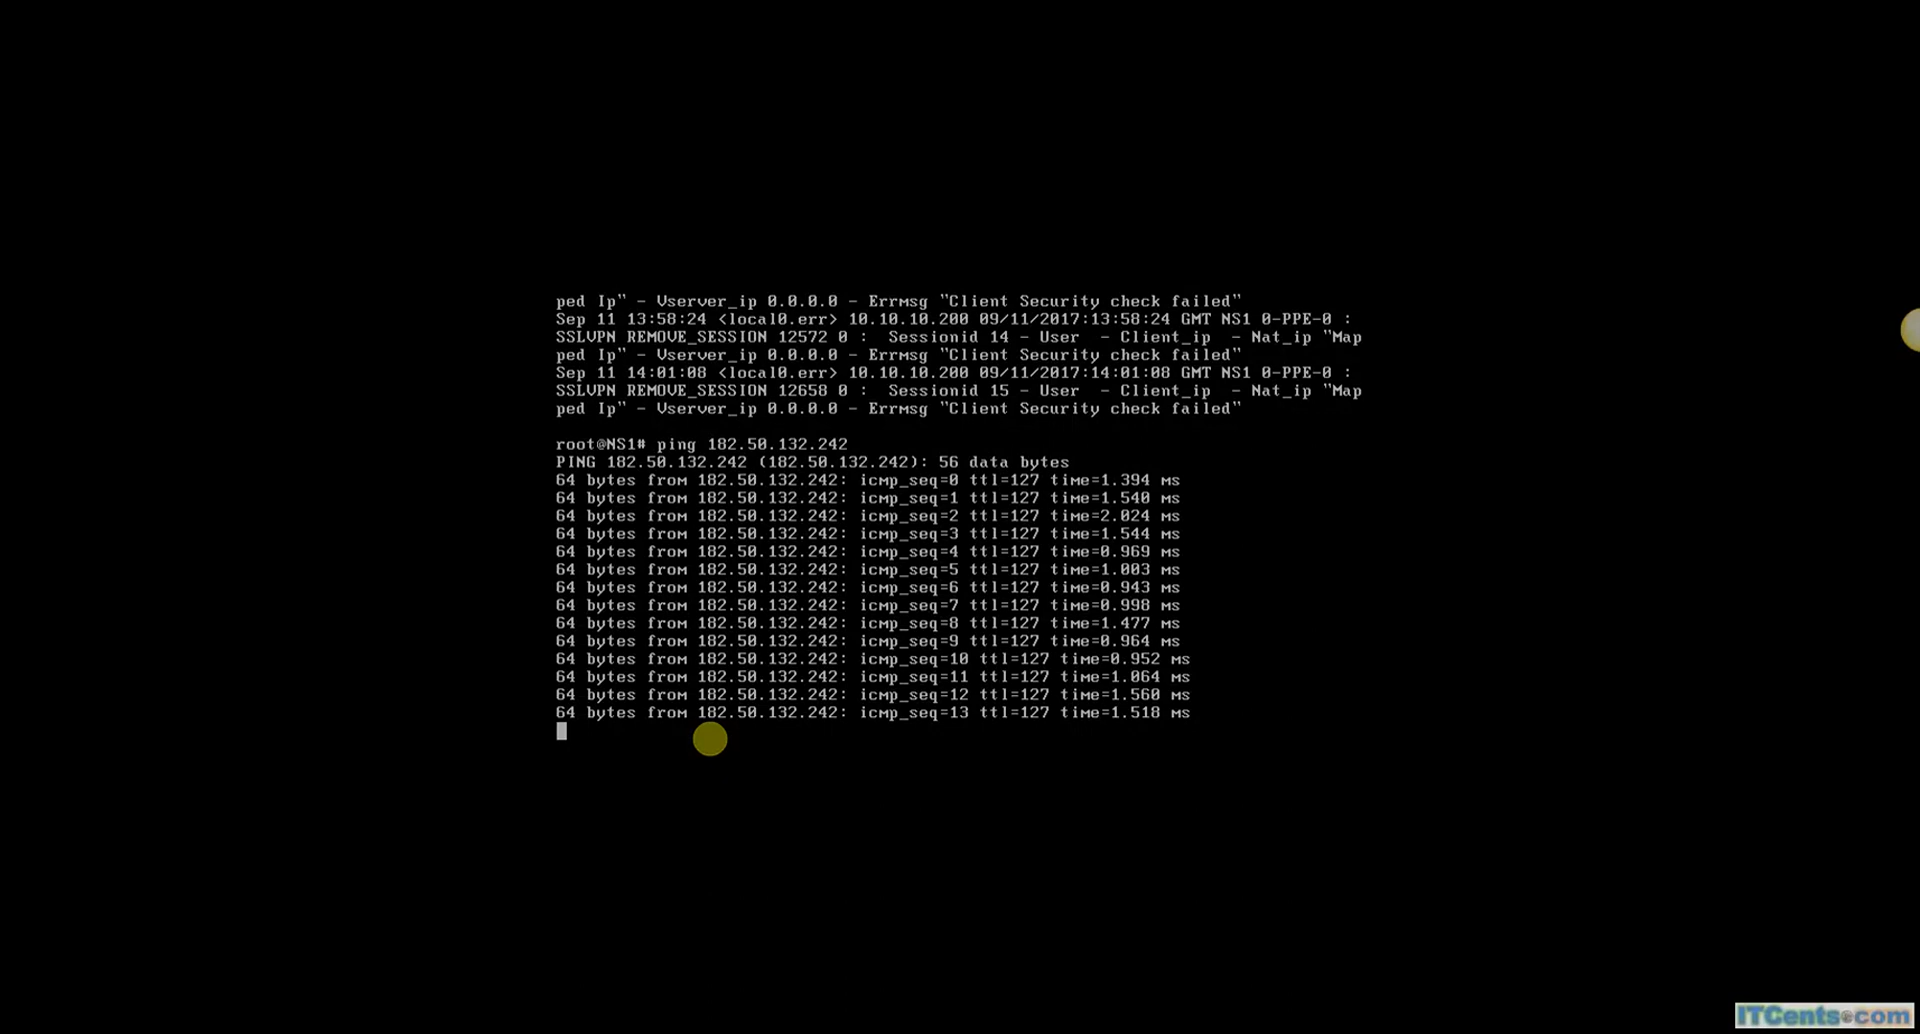 ped Ip" - Vserver_ip 0.0.0.0 - Errmsg "Client Security check failed"
Sep 11 13:58:24 <local0.err> 10.10.10.200 09/11/2017:13:58:24 GMT NS1 0-PPE-0 :
SSLVPN REMOVE_SESSION 12572 0 :  Sessionid 14 - User  - Client_ip  - Nat_ip "Map
ped Ip" - Vserver_ip 0.0.0.0 - Errmsg "Client Security check failed"
Sep 11 14:01:08 <local0.err> 10.10.10.200 09/11/2017:14:01:08 GMT NS1 0-PPE-0 :
SSLVPN REMOVE_SESSION 12658 0 :  Sessionid 15 - User  - Client_ip  - Nat_ip "Map
ped Ip" - Vserver_ip 0.0.0.0 - Errmsg "Client Security check failed"
root@NS1# ping 182.50.132.242
PING 182.50.132.242 (182.50.132.242): 56 data bytes
64 bytes from 182.50.132.242: icmp_seq=0 ttl=127 time=1.394 ms
64 bytes from 182.50.132.242: icmp_seq=1 ttl=127 time=1.540 ms
64 bytes from 182.50.132.242: icmp_seq=2 ttl=127 time=2.024 ms
64 bytes from 182.50.132.242: icmp_seq=3 ttl=127 time=1.544 ms
64 bytes from 182.50.132.242: icmp_seq=4 ttl=127 time=0.969 ms
64 bytes from 182.50.132.242: icmp_seq=5 ttl=127 time=1.003 ms
64 bytes from 182.50.132.242: icmp_seq=6 ttl=127 time=0.943 ms
64 bytes from 182.50.132.242: icmp_seq=7 ttl=127 time=0.998 ms
64 bytes from 182.50.132.242: icmp_seq=8 ttl=127 time=1.477 ms
64 bytes from 182.50.132.242: icmp_seq=9 ttl=127 time=0.964 ms
64 bytes from 182.50.132.242: icmp_seq=10 ttl=127 time=0.952 ms
64 bytes from 182.50.132.242: icmp_seq=11 ttl=127 time=1.064 ms
64 bytes from 182.50.132.242: icmp_seq=12 ttl=127 time=1.560 ms
64 bytes from 182.50.132.242: icmp_seq=13 ttl=127 time=1.518 ms
ITCents.com